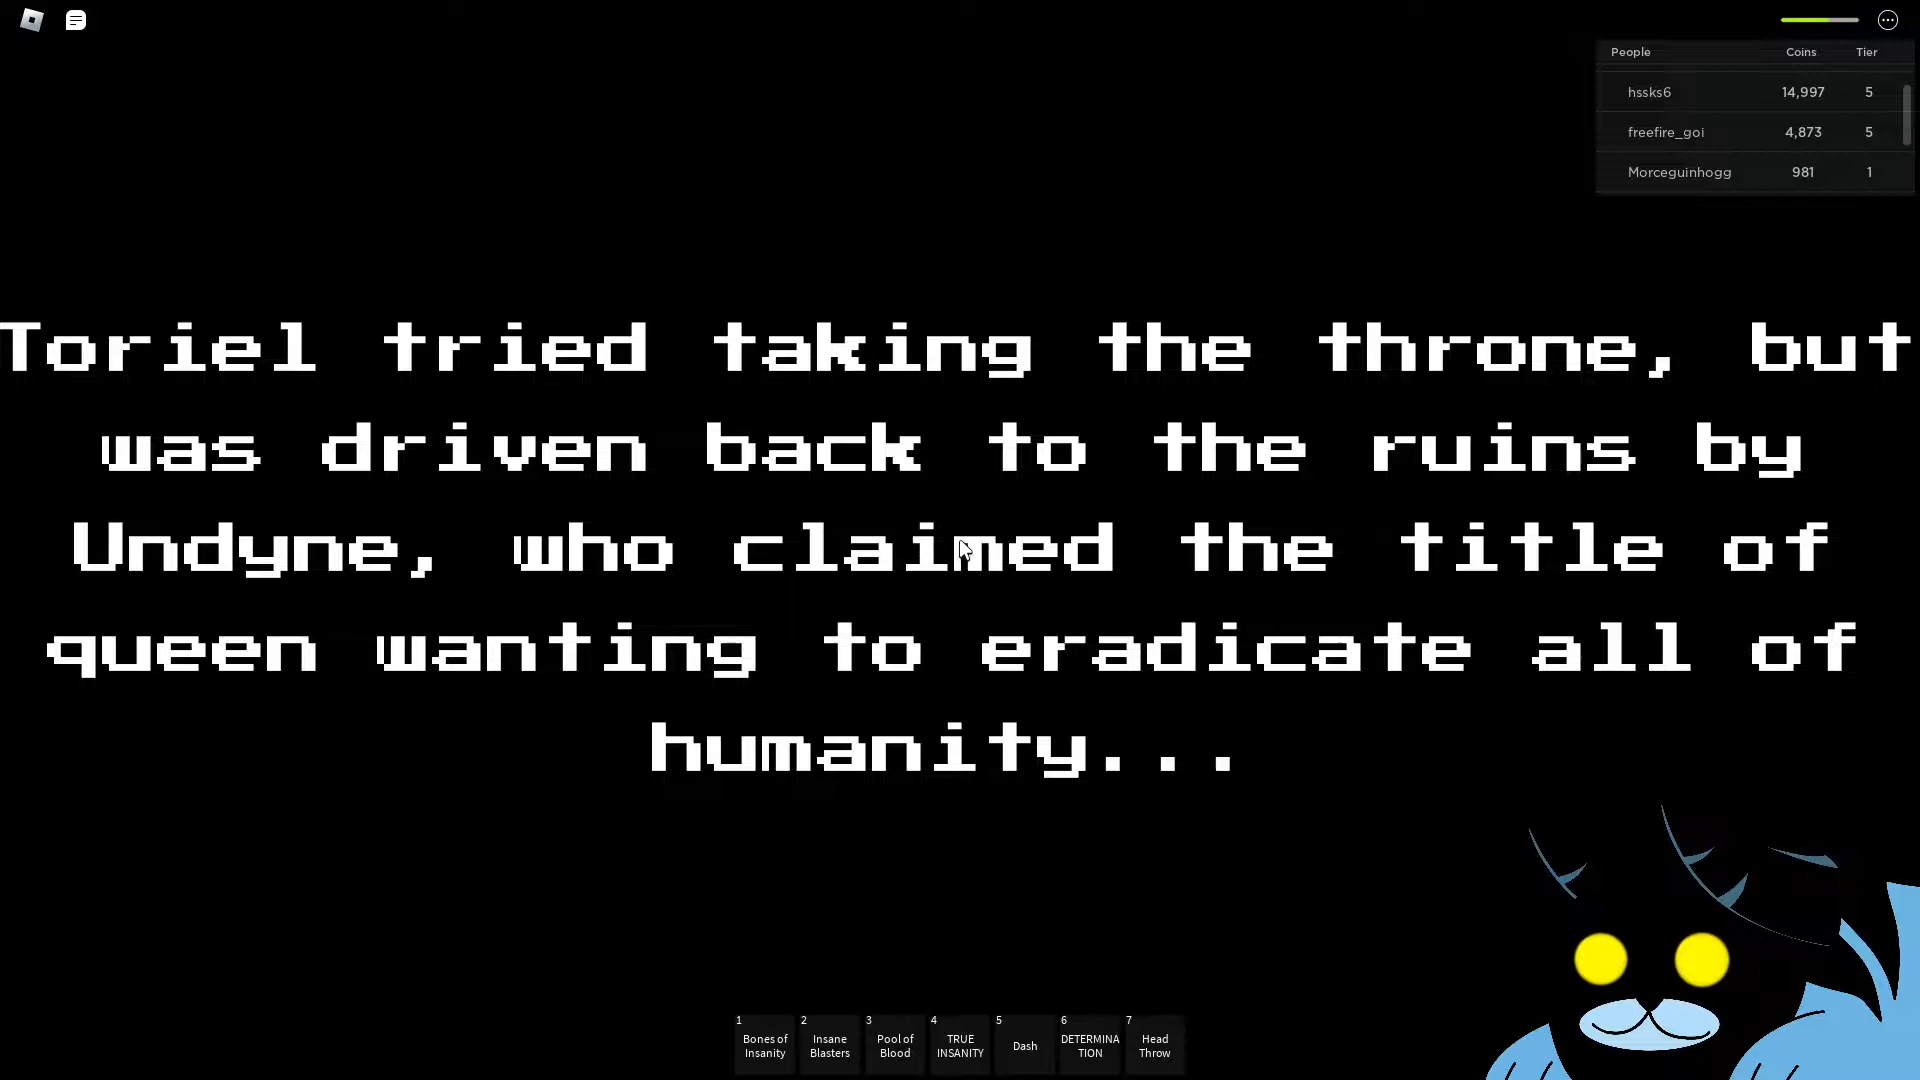 People Coins Tier
hssks6 14,997 5
freefire_goi 4,873 5
Morceguinhogg 981 1
Toriel tried taking the throne, but
was driven back to the ruins by
Undyne, who claimed the title of
queen wanting to eradicate all of
humanity...
1 2 3 4 5 6 7
Bones of Insane Pool of TRUE Dash DETERMINA Head
Insanity Blasters Blood INSANITY TION Throw